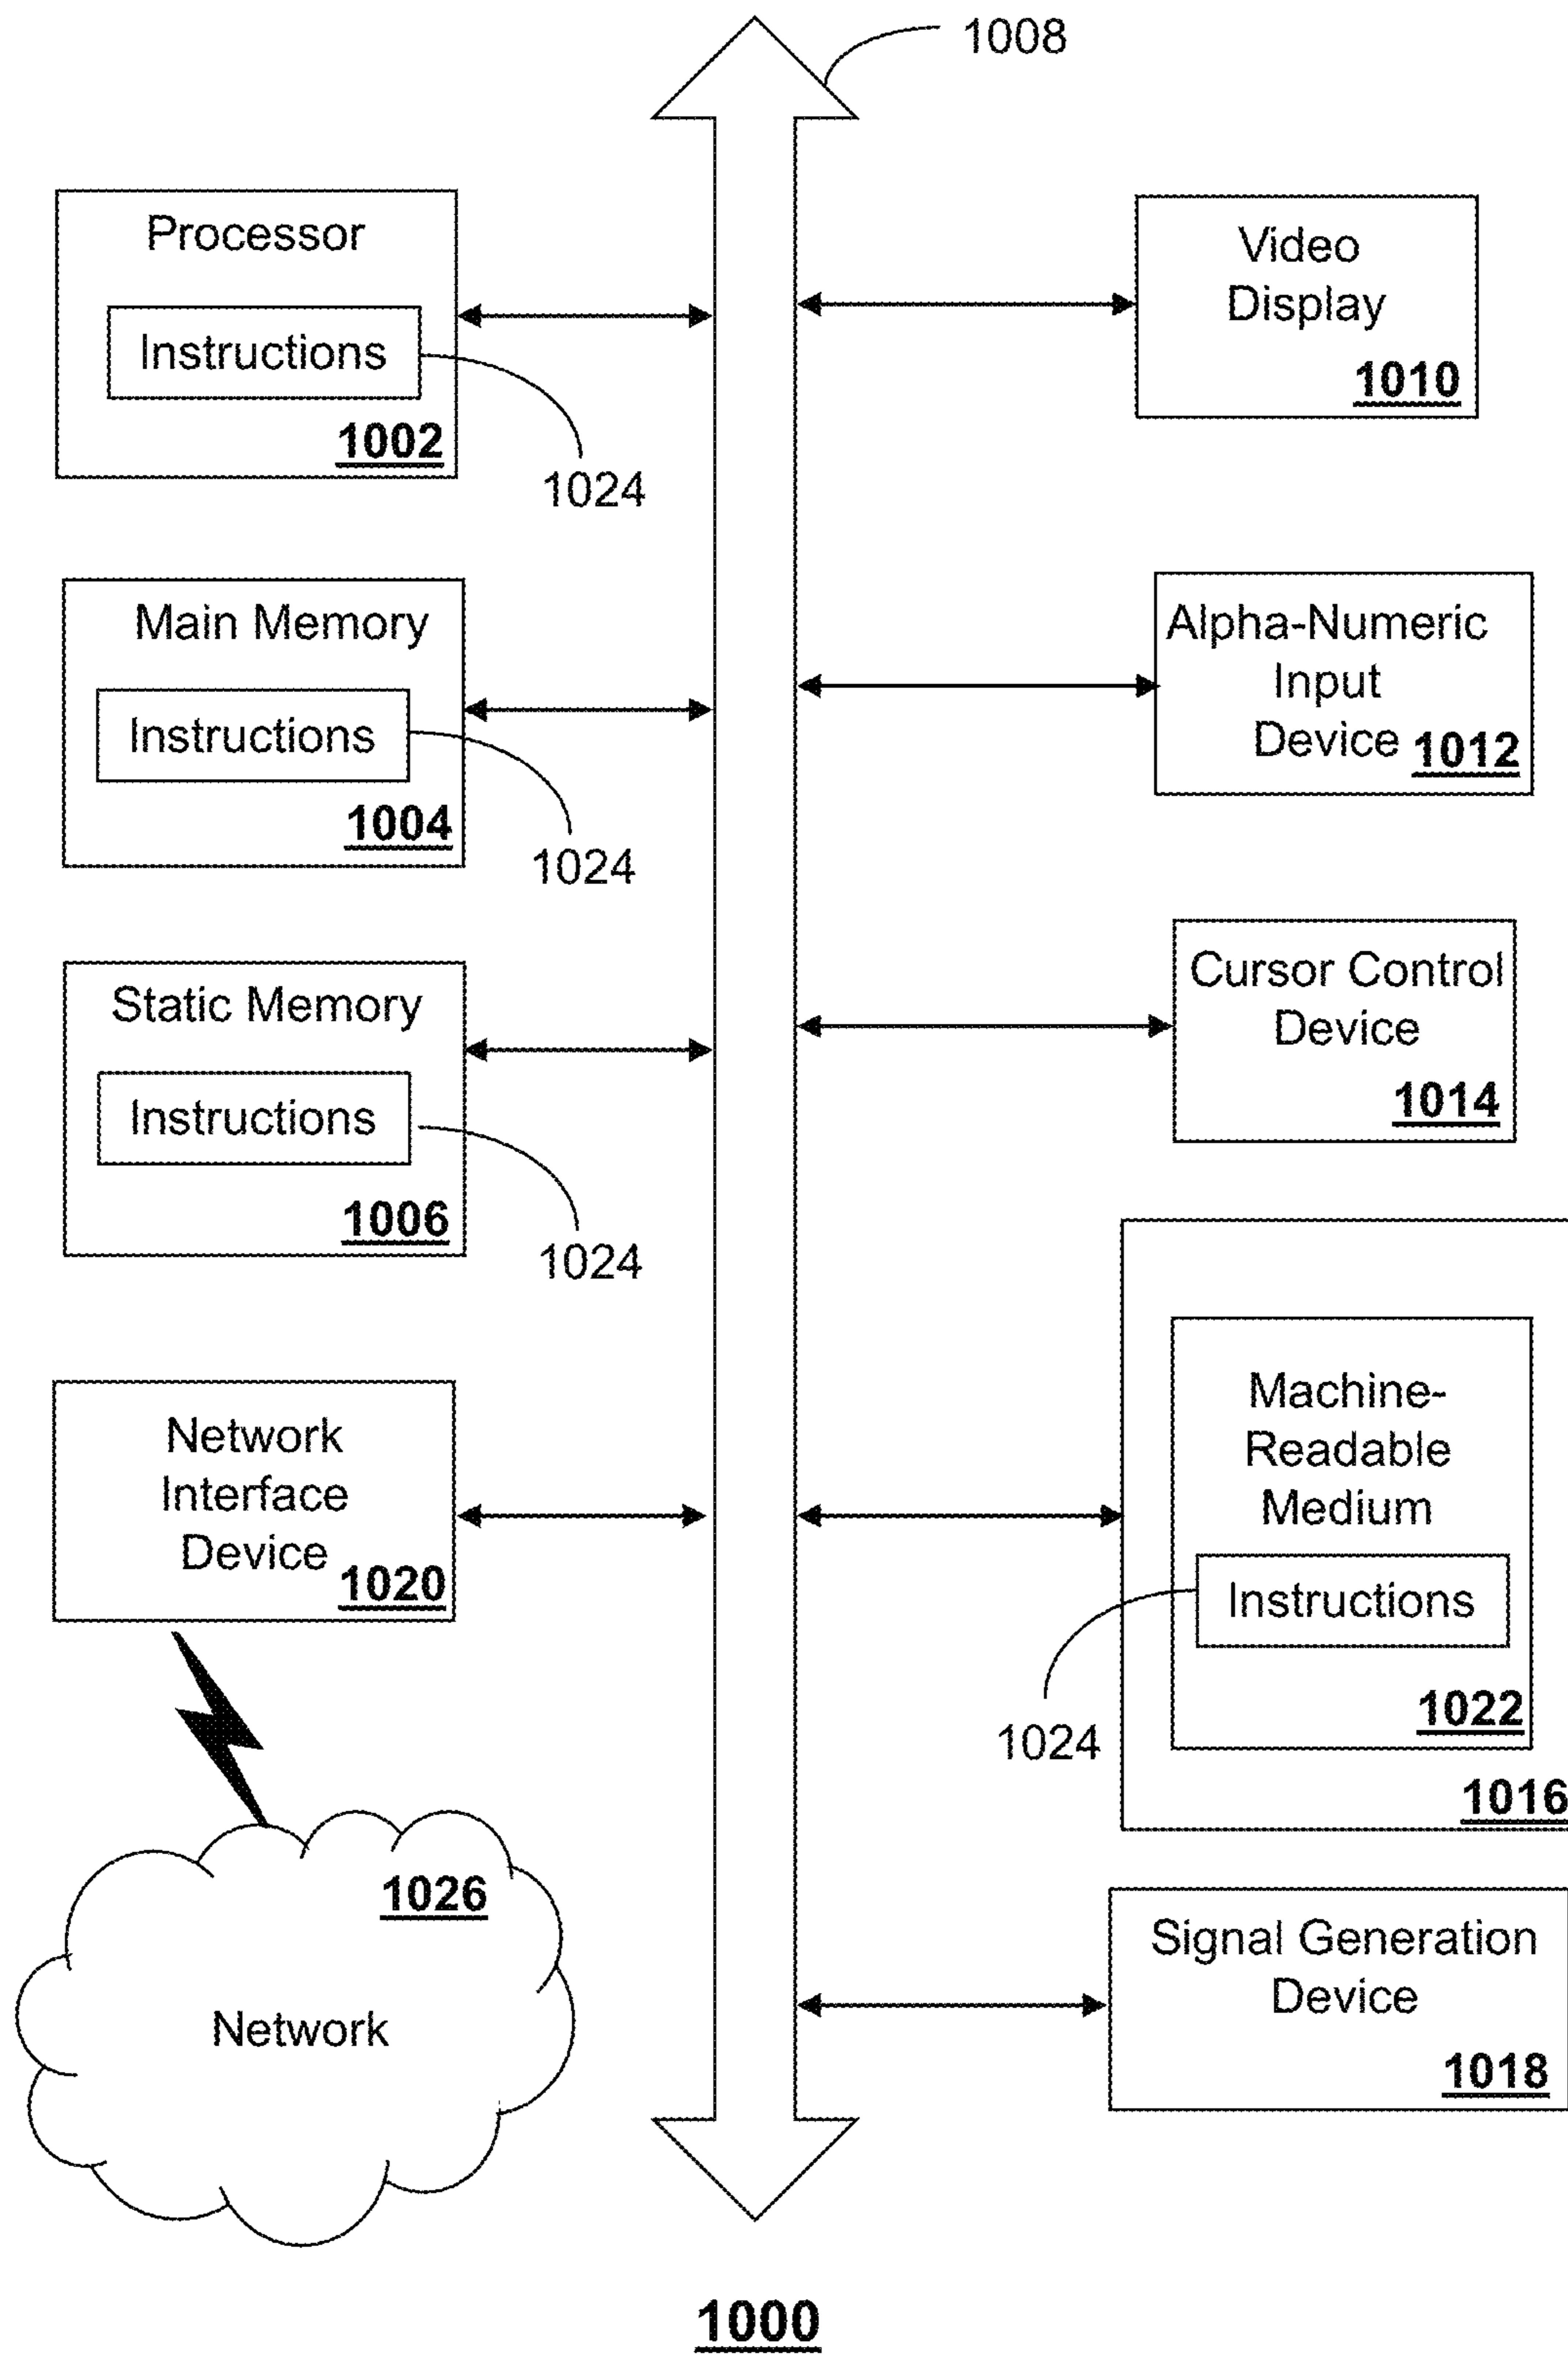 1008
Processor
Instructions
1002
1024
Video
Display
1010
Main Memory
Instructions
1004
1024
Alpha-Numeric
Input
Device 1012
Static Memory
Instructions
1006
1024
Cursor Control
Device
1014
Network
Interface
Device
1020
Machine-
Readable
Medium
Instructions
1022
1024
1016
1026
Network
Signal Generation
Device
1018
1000